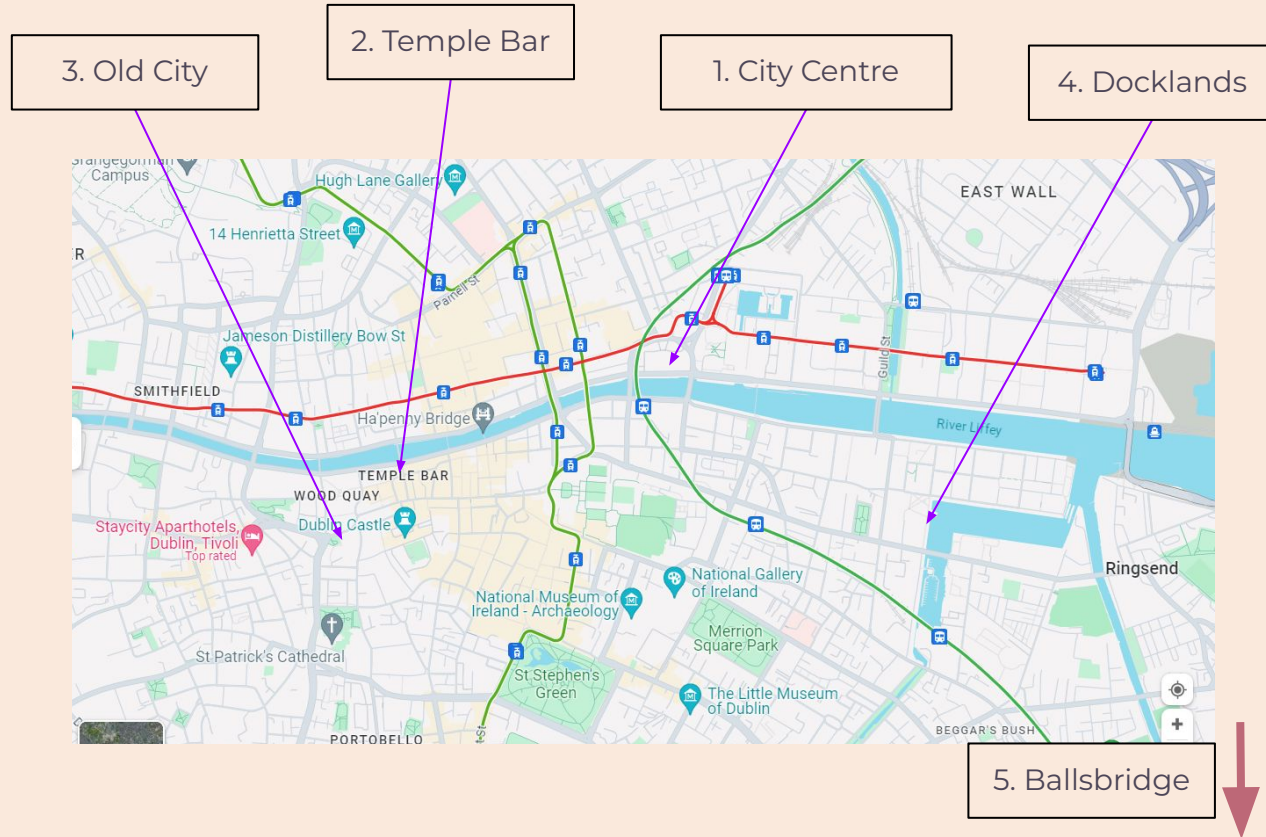 2. Temple Bar
3. Old City
1. City Centre
4. Docklands
Campus
Hugh Lane Gallery
EAST WALL
14 Henrietta Street
Parnell St
Jameson Distillery Bow St
Guild St
SMITHFIELD
Ha'penny Bridge
River Liffey
TEMPLE BAR
WOOD QUAY
Dublin Castle
Staycity Aparthotels,
Dublin, Tivoli
Top rated
National Gallery
of Ireland
Ringsend
National Museum of
Ireland - Archaeology
Merrion
Square Park
St Patrick's Cathedral
St Stephen's
Green
The Little Museum
of Dublin
BEGGAR'S BUSH
PORTOBELLO
5. Ballsbridge